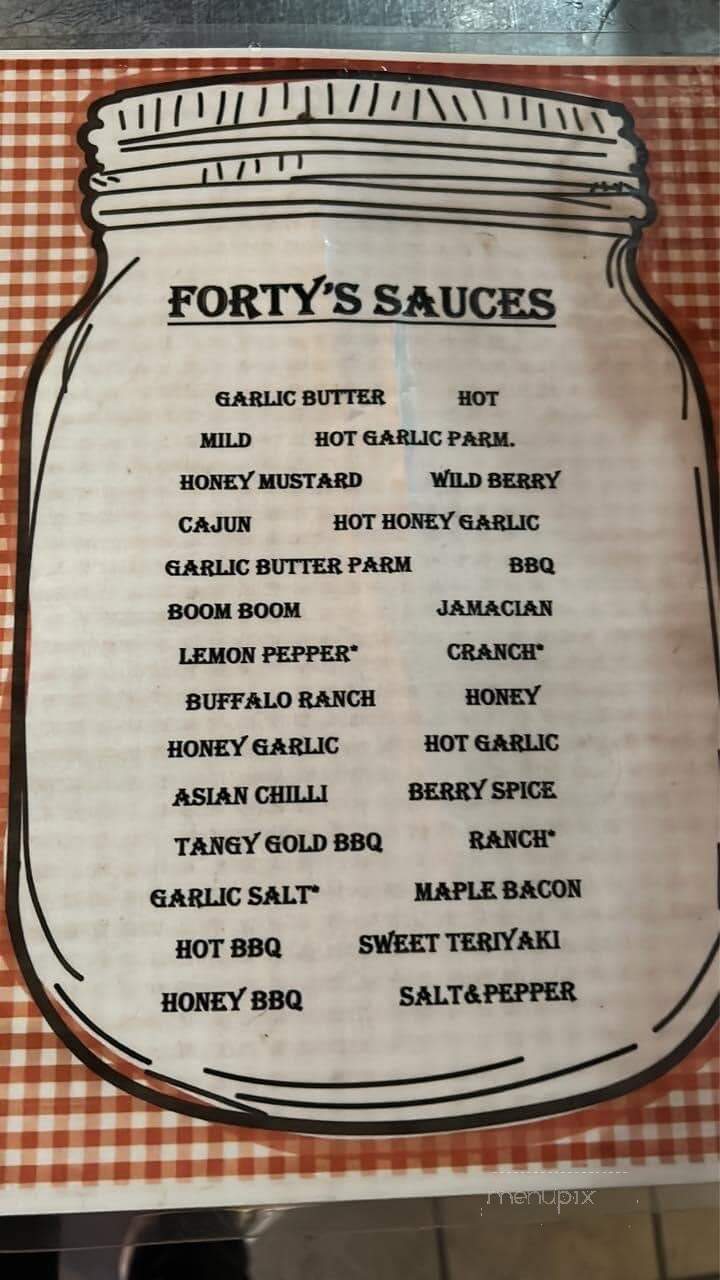 FORTY'S SAUCES
GARLIC BUTTER HOT
MILD HOT GARLIC PARM.
HONEY MUSTARD WILD BERRY
CAJUN HOT HONEY GARLIC
GARLIC BUTTER PARM BBQ
BOOM BOOM JAMACIAN
LEMON PEPPER* CRANCH*
BUFFALO RANCH HONEY
HONEY GARLIC HOT GARLIC
ASIAN CHILLI BERRY SPICE
TANGY GOLD BBQ RANCH*
GARLIC SALT* MAPLE BACON
HOT BBQ SWEET TERIYAKI
HONEY BBQ SALT&PEPPER
menupix